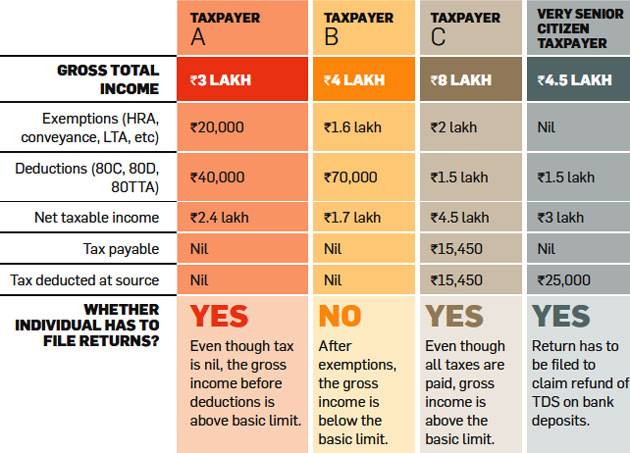 TAXPAYER
A
TAXPAYER
B
TAXPAYER
C
VERY SENIOR
CITIZEN
TAXPAYER
GROSS TOTAL
INCOME
₹3 LAKH
₹4 LAKH
₹8 LAKH
₹4.5 LAKH
Exemptions (HRA,
conveyance, LTA, etc)
₹20,000
₹1.6 lakh
₹2 lakh
Nil
Deductions (80C, 80D,
80TTA)
₹40,000
₹70,000
₹1.5 lakh
₹1.5 lakh
Net taxable income
₹2.4 lakh
₹1.7 lakh
₹4.5 lakh
₹3 lakh
Tax payable
Nil
Nil
₹15,450
Nil
Tax deducted at source
Nil
Nil
₹15,450
₹25,000
WHETHER
INDIVIDUAL HAS TO
FILE RETURNS?
YES
Even though tax
is nil, the gross
income before
deductions is
above basic limit.
NO
After
exemptions,
the gross
income is
below the
basic limit.
YES
Even though
all taxes are
paid, gross
income is
above the
basic limit.
YES
Return has to
be filed to
claim refund of
TDS on bank
deposits.